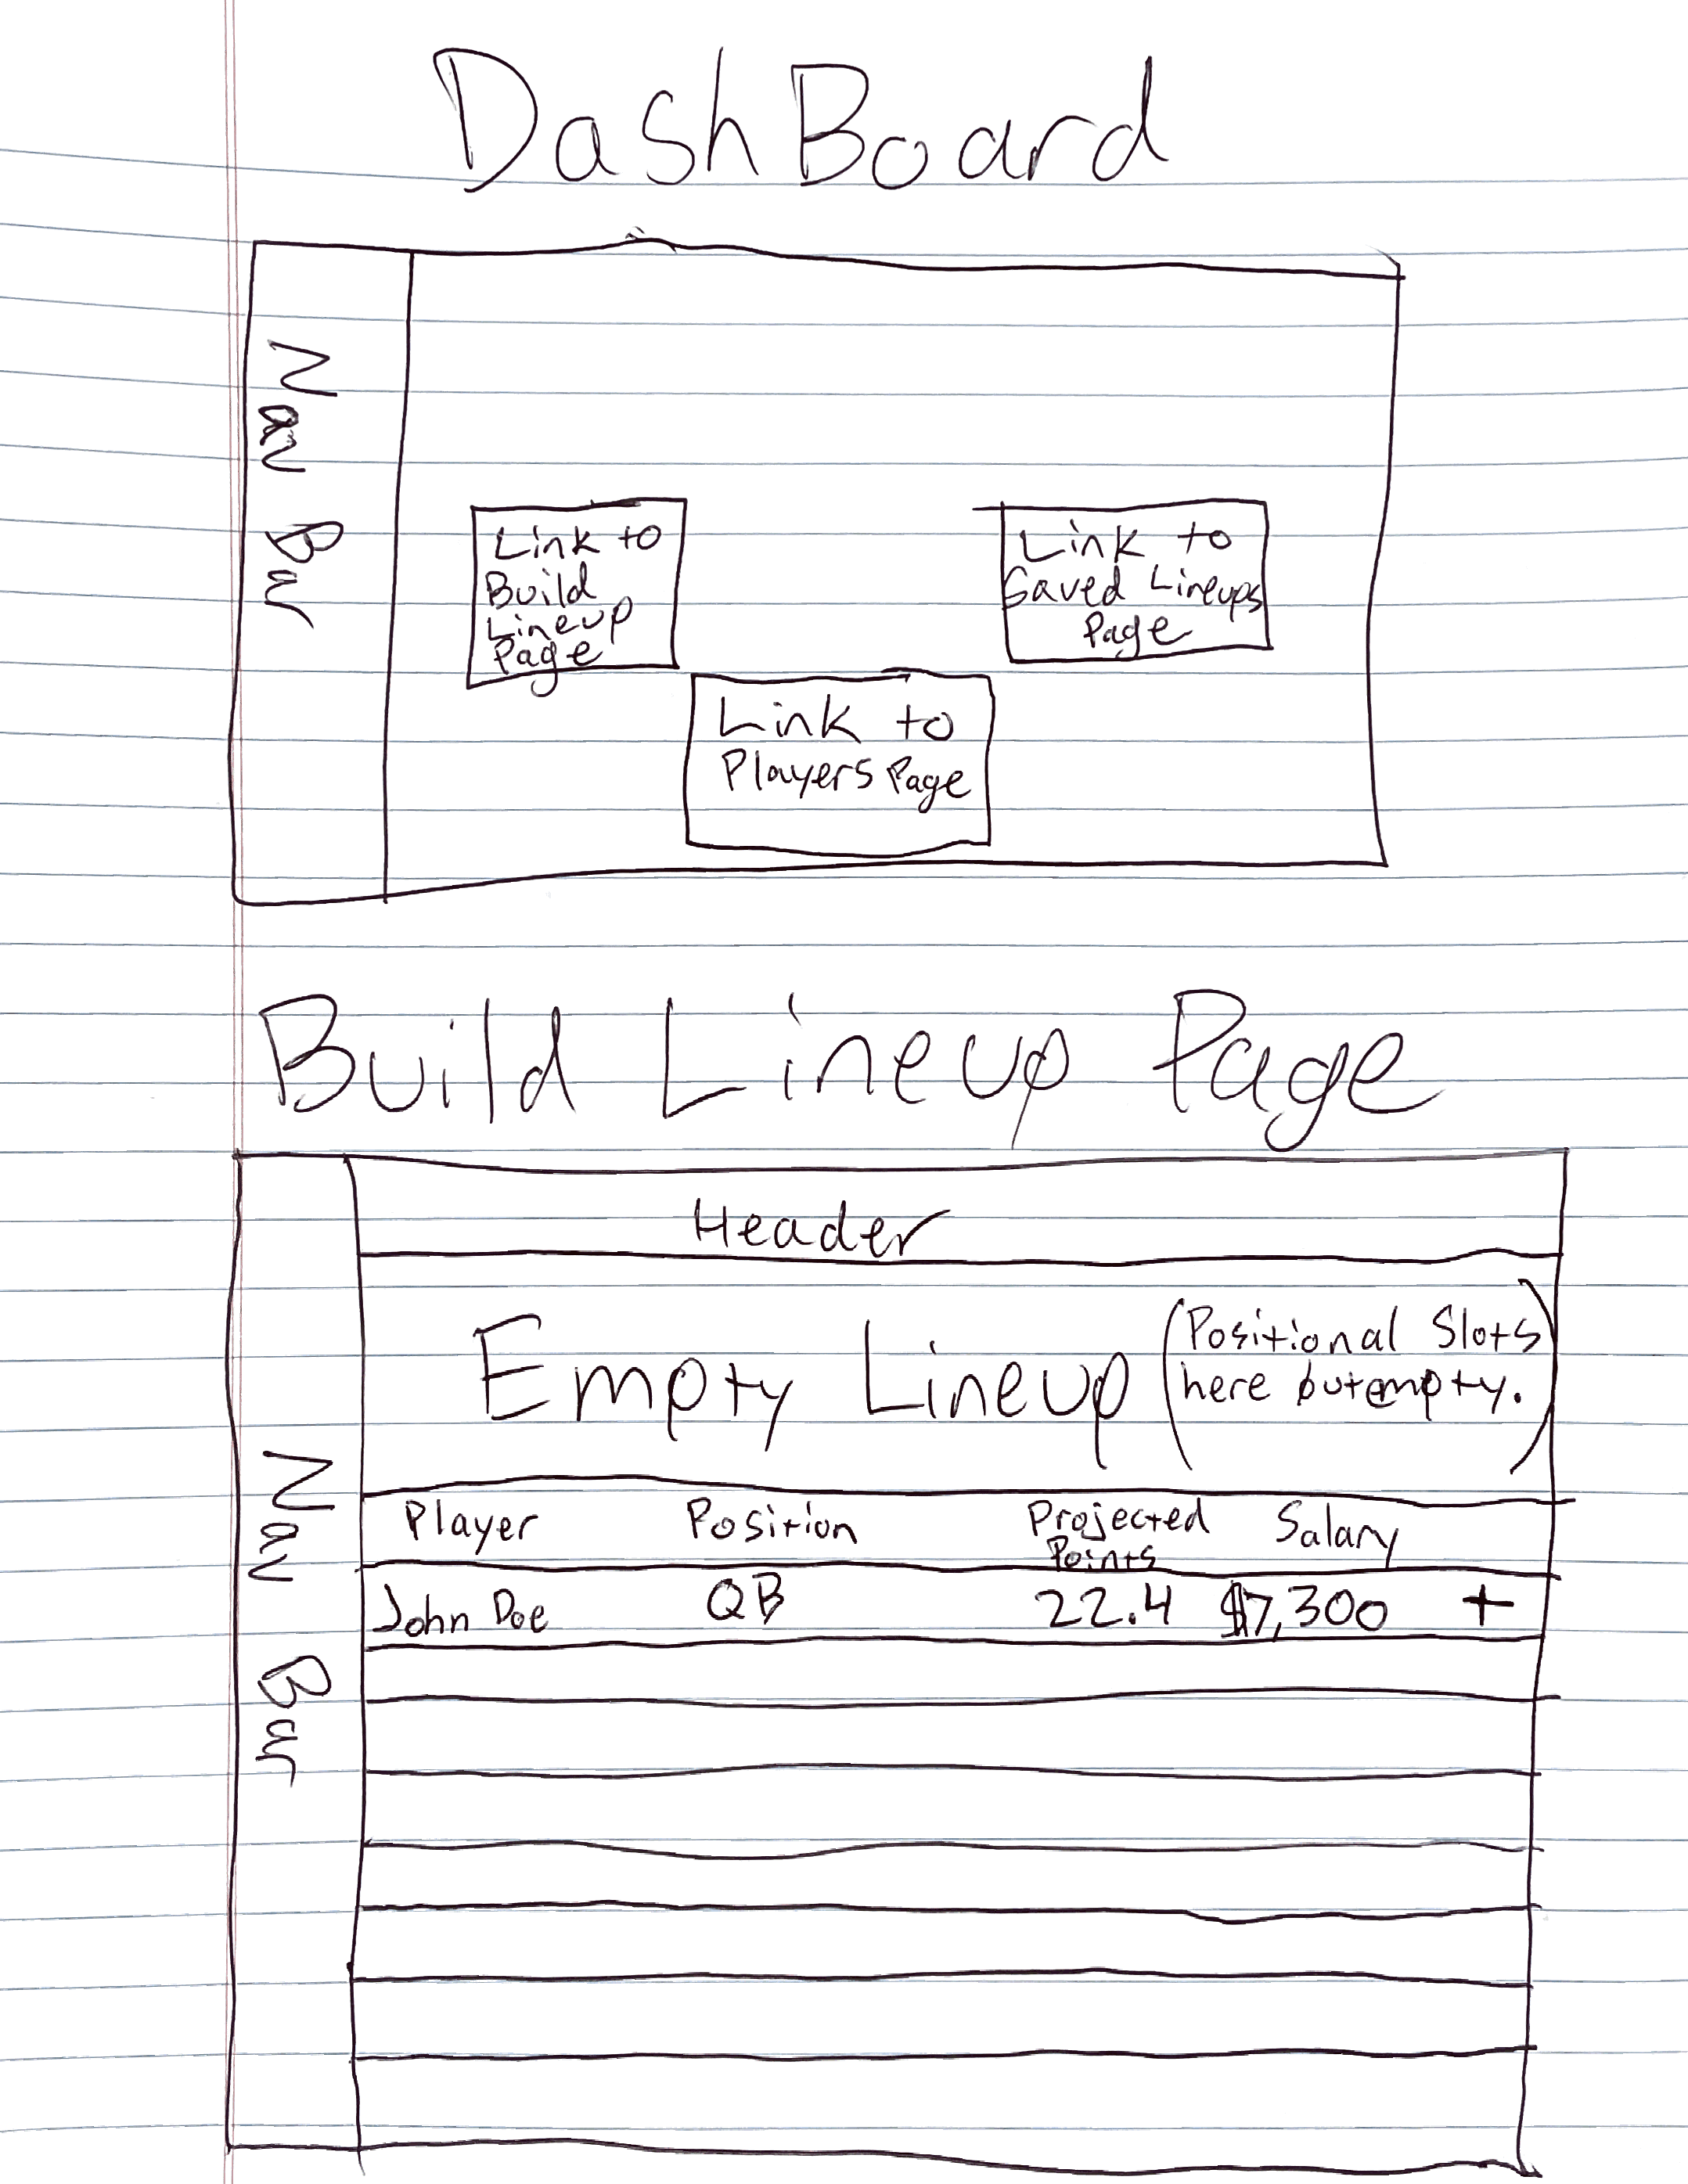 DashBoard
Nav Bar
Link to
Build
Lineup
Page
Link to
Saved Lineups
Page
Link to
Players Page
Build Lineup Page
Header
Empty Lineup
(Positional Slots
here but empty.)
Nav Bar
Player Position Projected Points Salary
John Doe QB 22.4 $7,300 +